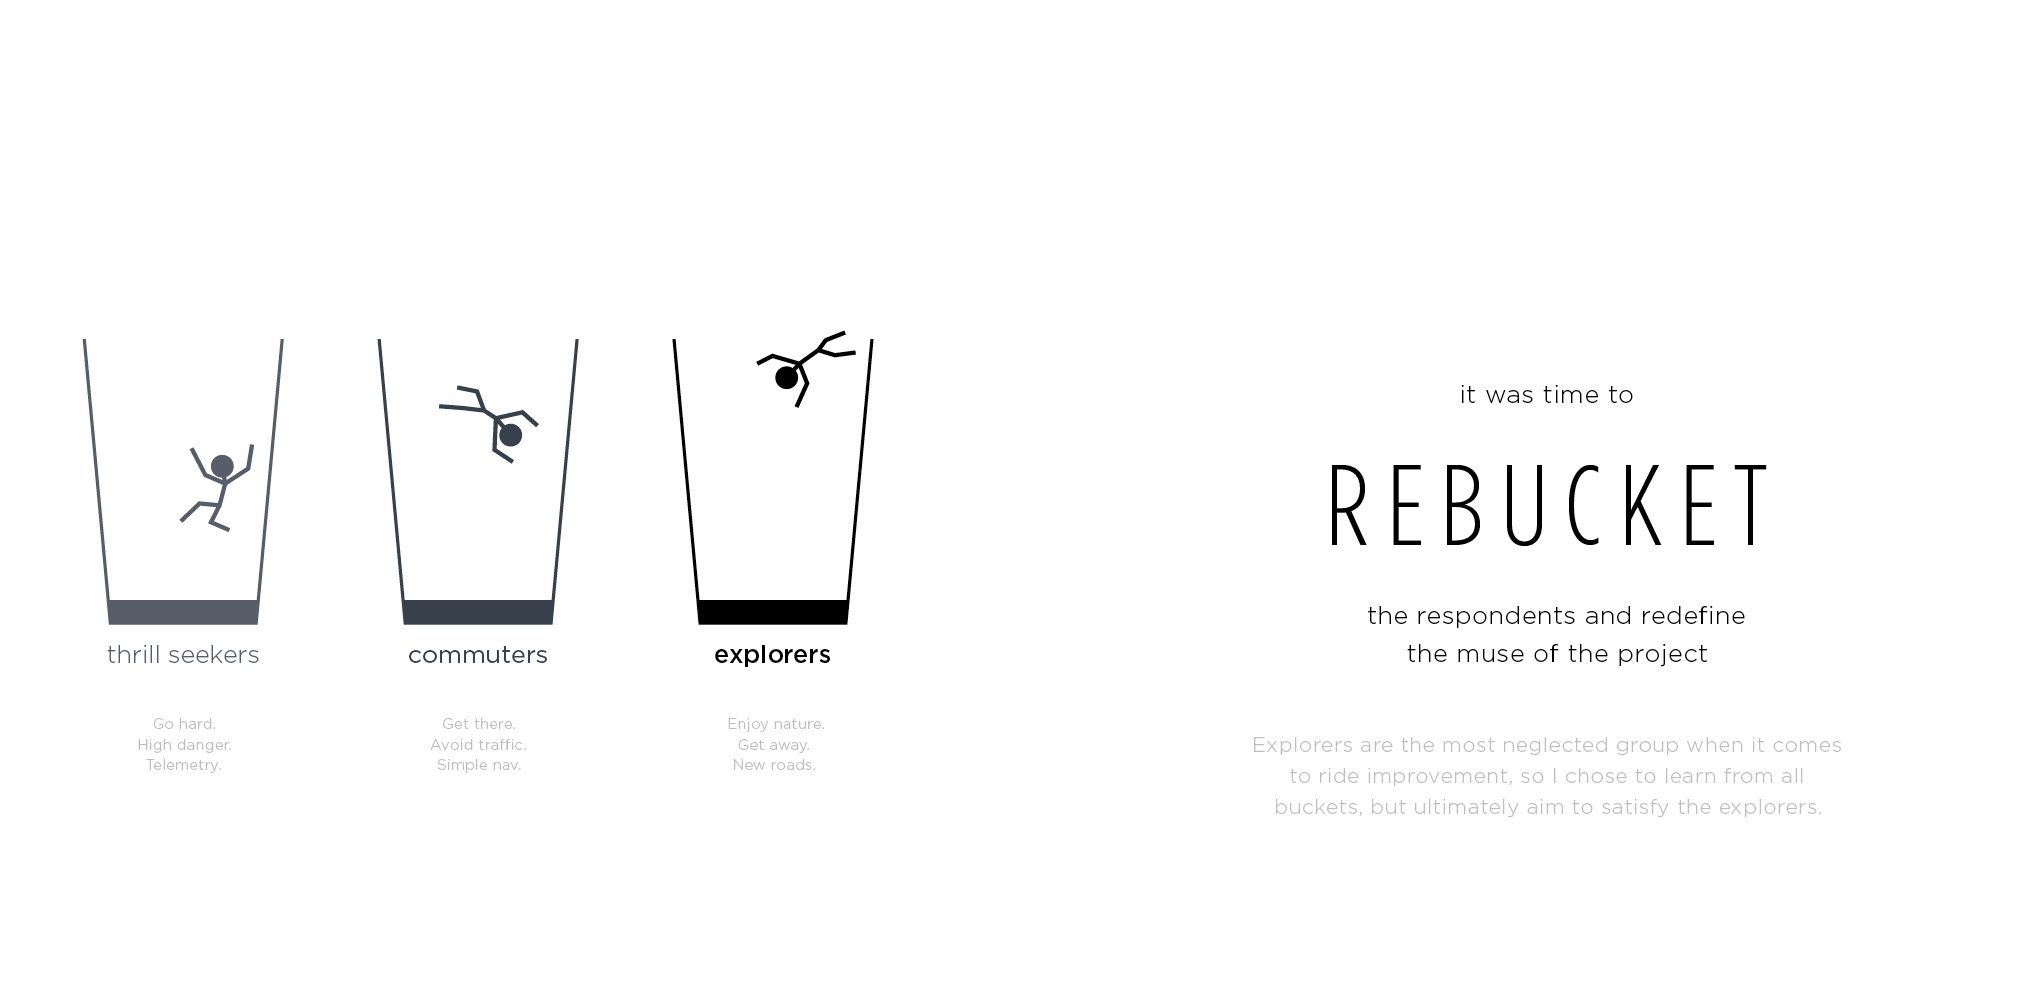 thrill seekers
Go hard.
High danger.
Telemetry.
commuters
Get there.
Avoid traffic.
Simple nav.
explorers
Enjoy nature.
Get away.
New roads.
it was time to
REBUCKET
the respondents and redefine
the muse of the project
Explorers are the most neglected group when it comes
to ride improvement, so I chose to learn from all
buckets, but ultimately aim to satisfy the explorers.